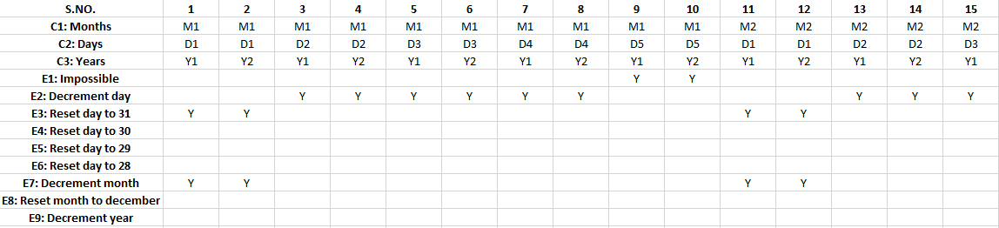 S.NO. 1 2 3 4 5 6 7 8 9 10 11 12 13 14 15
C1: Months M1 M1 M1 M1 M1 M1 M1 M1 M1 M1 M2 M2 M2 M2 M2
C2: Days D1 D1 D2 D2 D3 D3 D4 D4 D5 D5 D1 D1 D2 D2 D3
C3: Years Y1 Y2 Y1 Y2 Y1 Y2 Y1 Y2 Y1 Y2 Y1 Y2 Y1 Y2 Y1
E1: Impossible Y Y
E2: Decrement day Y Y Y Y Y Y Y Y Y
E3: Reset day to 31 Y Y Y Y
E4: Reset day to 30
E5: Reset day to 29
E6: Reset day to 28
E7: Decrement month Y Y Y Y
E8: Reset month to december
E9: Decrement year